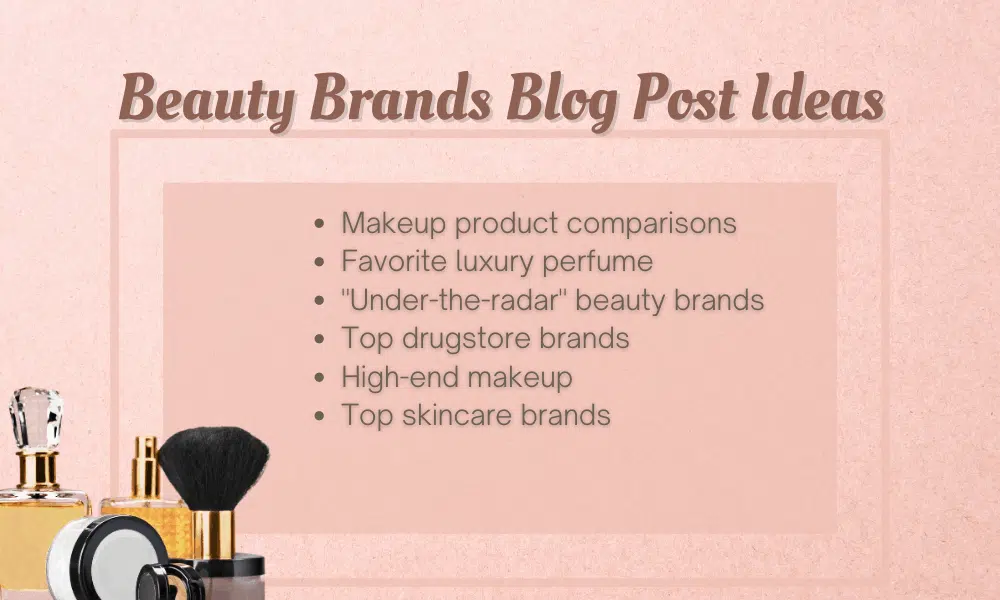 Beauty Brands Blog Post Ideas
• Makeup product comparisons
• Favorite luxury perfume
• "Under-the-radar" beauty brands
• Top drugstore brands
• High-end makeup
• Top skincare brands